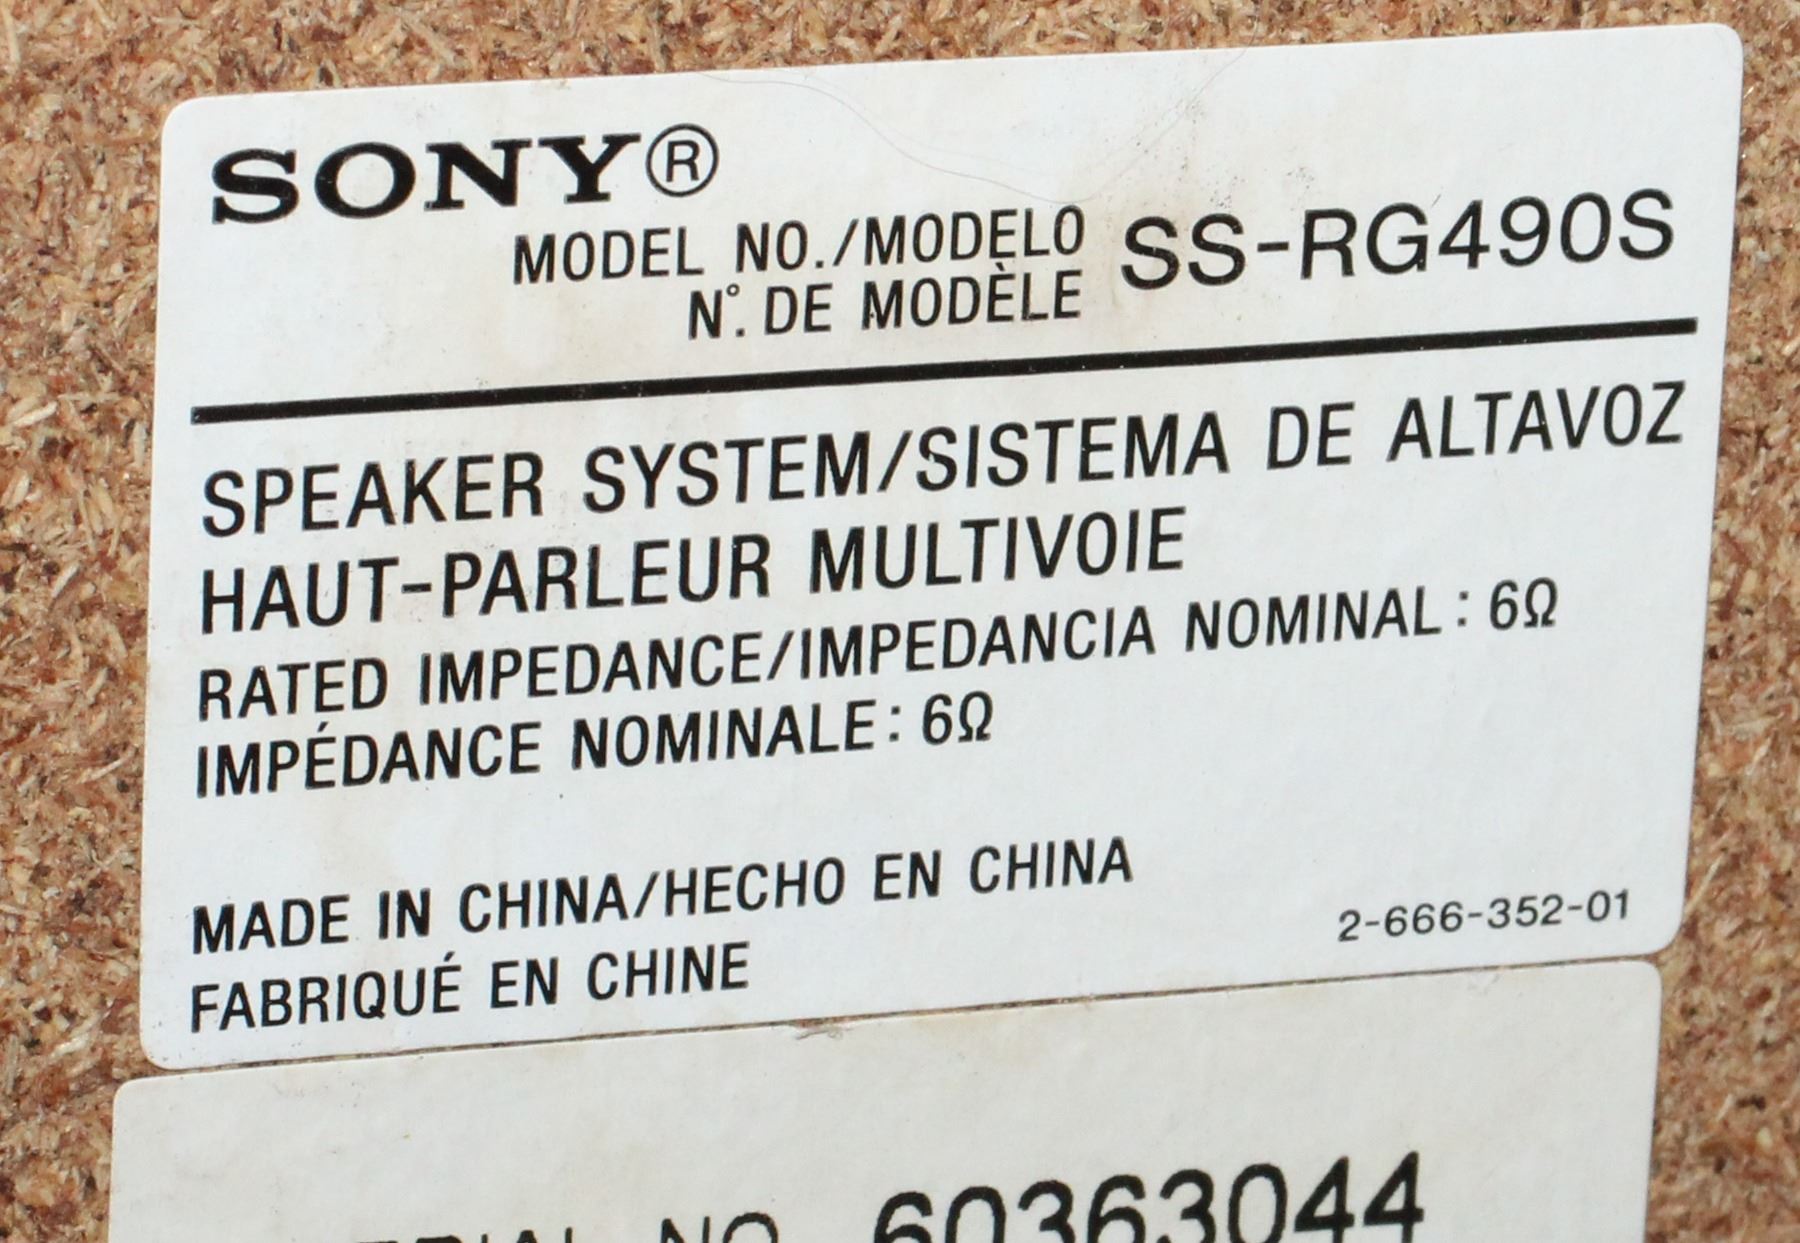 SONY®
MODEL NO./MODELO SS-RG490S
N°. DE MODÈLE
SPEAKER SYSTEM/SISTEMA DE ALTAVOZ
HAUT-PARLEUR MULTIVOIE
RATED IMPEDANCE/IMPEDANCIA NOMINAL: 6Ω
IMPÉDANCE NOMINALE: 6Ω
MADE IN CHINA/HECHO EN CHINA
2-666-352-01
FABRIQUÉ EN CHINE
SERIAL NO. 60363044